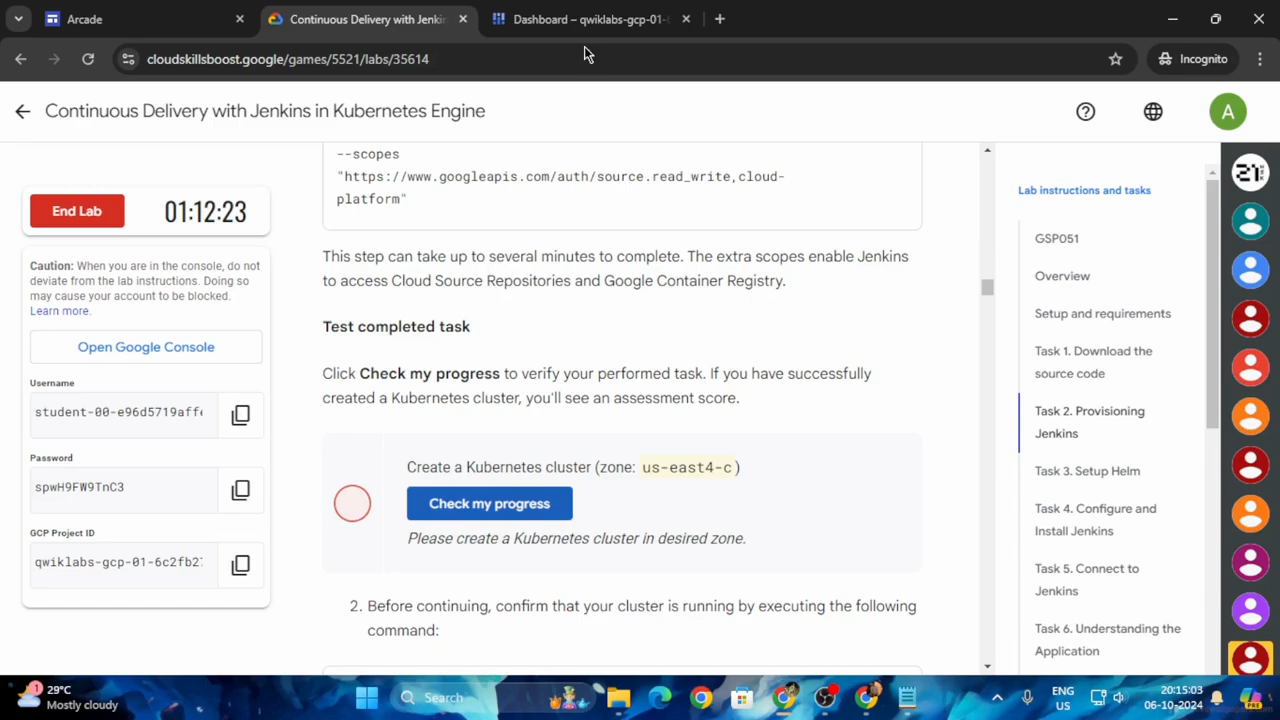 Arcade
Continuous Delivery with Jenkin
Dashboard – qwiklabs-gcp-01-
cloudskillsboost.google/games/5521/labs/35614
Incognito
Continuous Delivery with Jenkins in Kubernetes Engine
A
End Lab
01:12:23
Caution: When you are in the console, do not
deviate from the lab instructions. Doing so
may cause your account to be blocked.
Learn more.
Open Google Console
Username
student-00-e96d5719affe
Password
spwH9FW9TnC3
GCP Project ID
qwiklabs-gcp-01-6c2fb2
--scopes
"https://www.googleapis.com/auth/source.read_write,cloud-
platform"
This step can take up to several minutes to complete. The extra scopes enable Jenkins
to access Cloud Source Repositories and Google Container Registry.
Test completed task
Click Check my progress to verify your performed task. If you have successfully
created a Kubernetes cluster, you'll see an assessment score.
Create a Kubernetes cluster (zone: us-east4-c)
Check my progress
Please create a Kubernetes cluster in desired zone.
2. Before continuing, confirm that your cluster is running by executing the following
command:
Lab instructions and tasks
GSP051
Overview
Setup and requirements
Task 1. Download the
source code
Task 2. Provisioning
Jenkins
Task 3. Setup Helm
Task 4. Configure and
Install Jenkins
Task 5. Connect to
Jenkins
Task 6. Understanding the
Application
1
29°C
Mostly cloudy
Search
ENG
US
20:15:03
06-10-2024
PRE